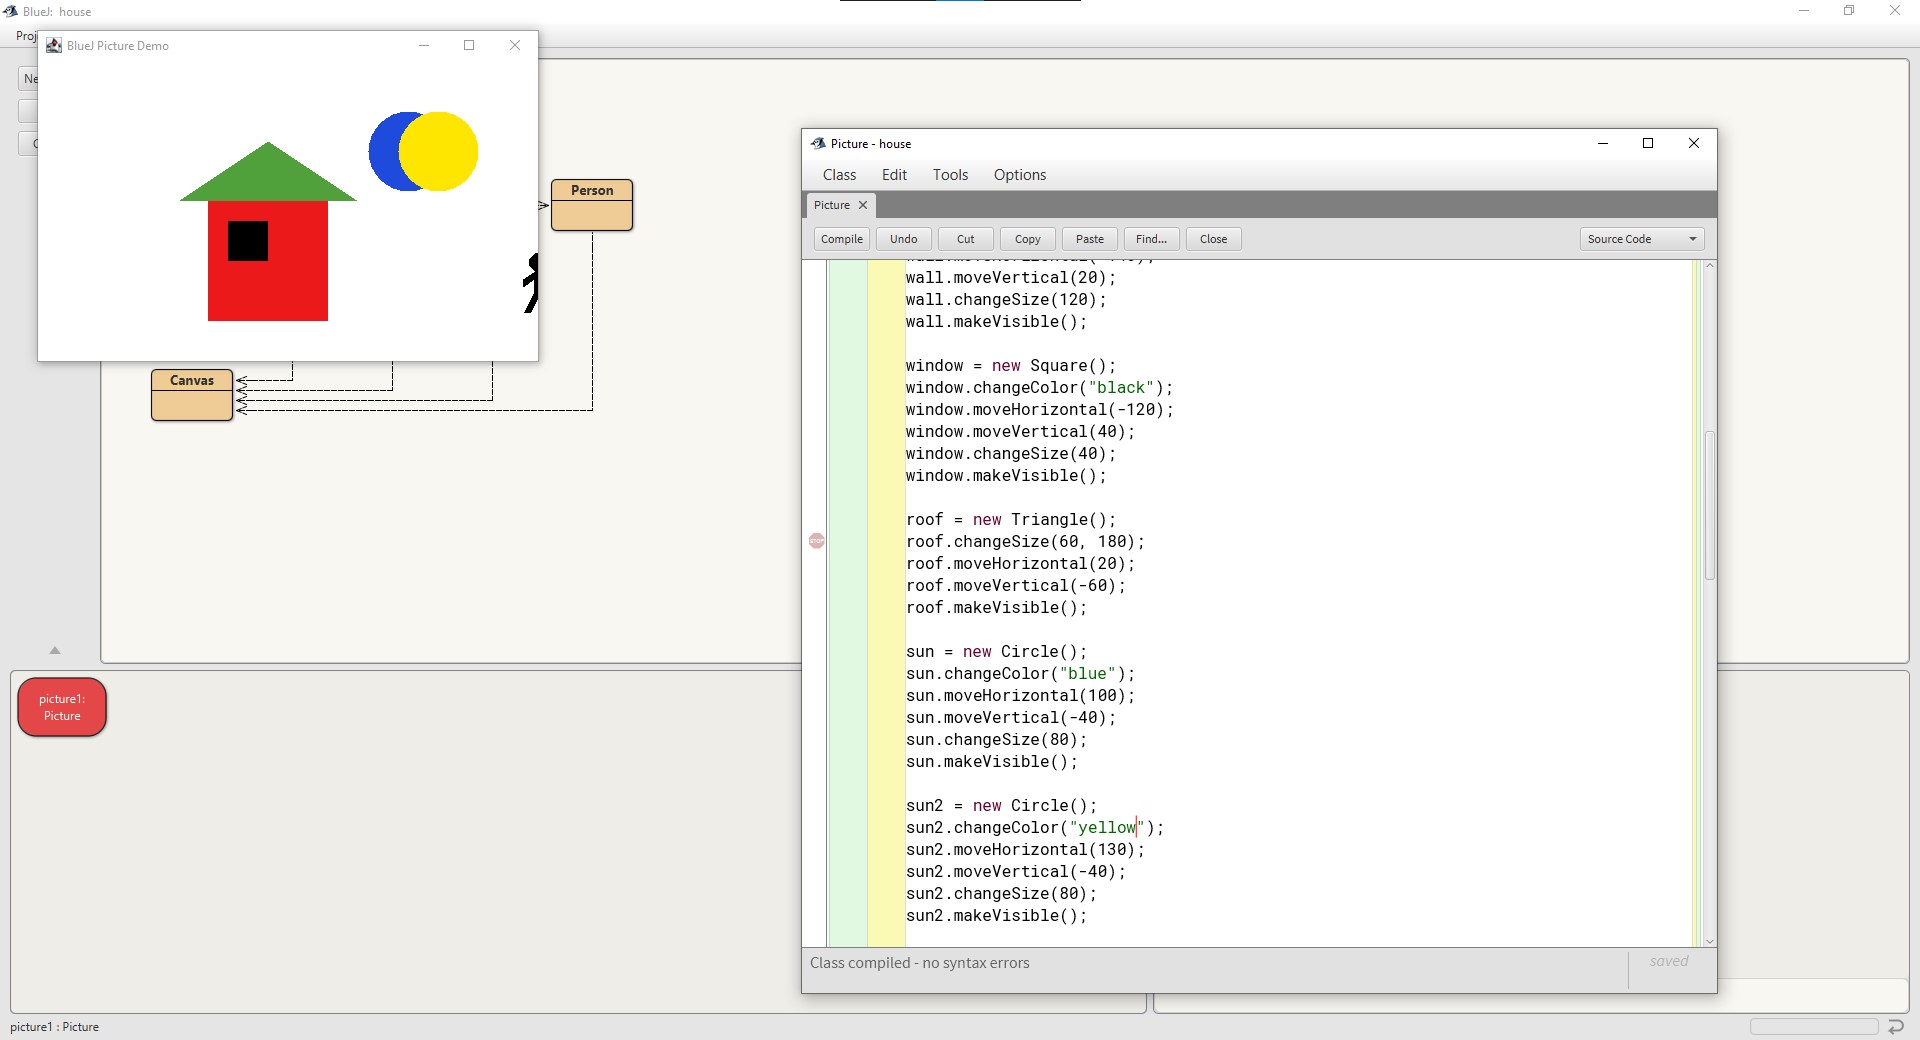 BlueJ: house
Proj
BlueJ Picture Demo
Ne
C
Person
Canvas
picture1:
Picture
picture1 : Picture
Picture - house
Class Edit Tools Options
Picture
Compile Undo Cut Copy Paste Find... Close Source Code
wall.moveVertical(20);
wall.changeSize(120);
wall.makeVisible();
window = new Square();
window.changeColor("black");
window.moveHorizontal(-120);
window.moveVertical(40);
window.changeSize(40);
window.makeVisible();
roof = new Triangle();
STOP
roof.changeSize(60, 180);
roof.moveHorizontal(20);
roof.moveVertical(-60);
roof.makeVisible();
sun = new Circle();
sun.changeColor("blue");
sun.moveHorizontal(100);
sun.moveVertical(-40);
sun.changeSize(80);
sun.makeVisible();
sun2 = new Circle();
sun2.changeColor("yellow");
sun2.moveHorizontal(130);
sun2.moveVertical(-40);
sun2.changeSize(80);
sun2.makeVisible();
Class compiled - no syntax errors
saved